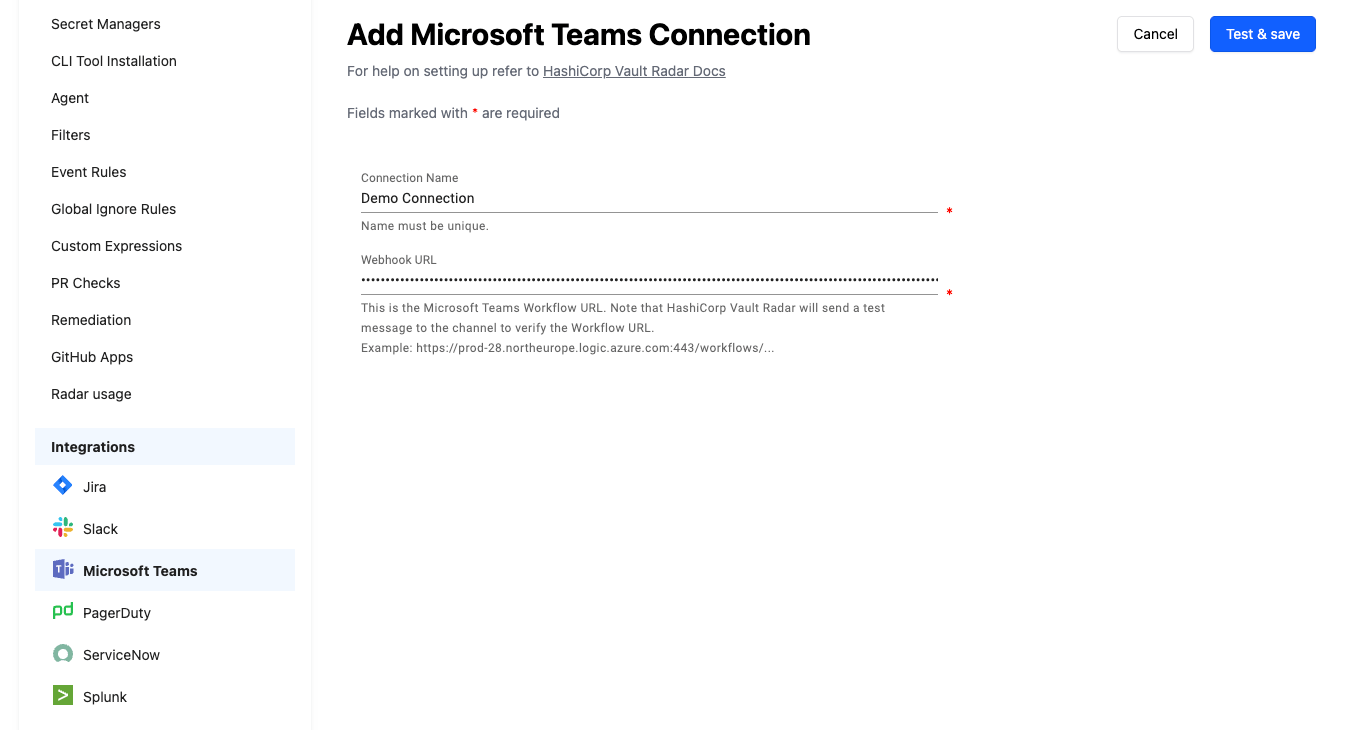 Secret Managers
CLI Tool Installation
Agent
Filters
Event Rules
Global Ignore Rules
Custom Expressions
PR Checks
Remediation
GitHub Apps
Radar usage
Integrations
Jira
Slack
Microsoft Teams
PagerDuty
ServiceNow
Splunk
Add Microsoft Teams Connection
Cancel
Test & save
For help on setting up refer to HashiCorp Vault Radar Docs
Fields marked with * are required
Connection Name
Demo Connection
*
Name must be unique.
Webhook URL
*
This is the Microsoft Teams Workflow URL. Note that HashiCorp Vault Radar will send a test
message to the channel to verify the Workflow URL.
Example: https://prod-28.northeurope.logic.azure.com:443/workflows/...